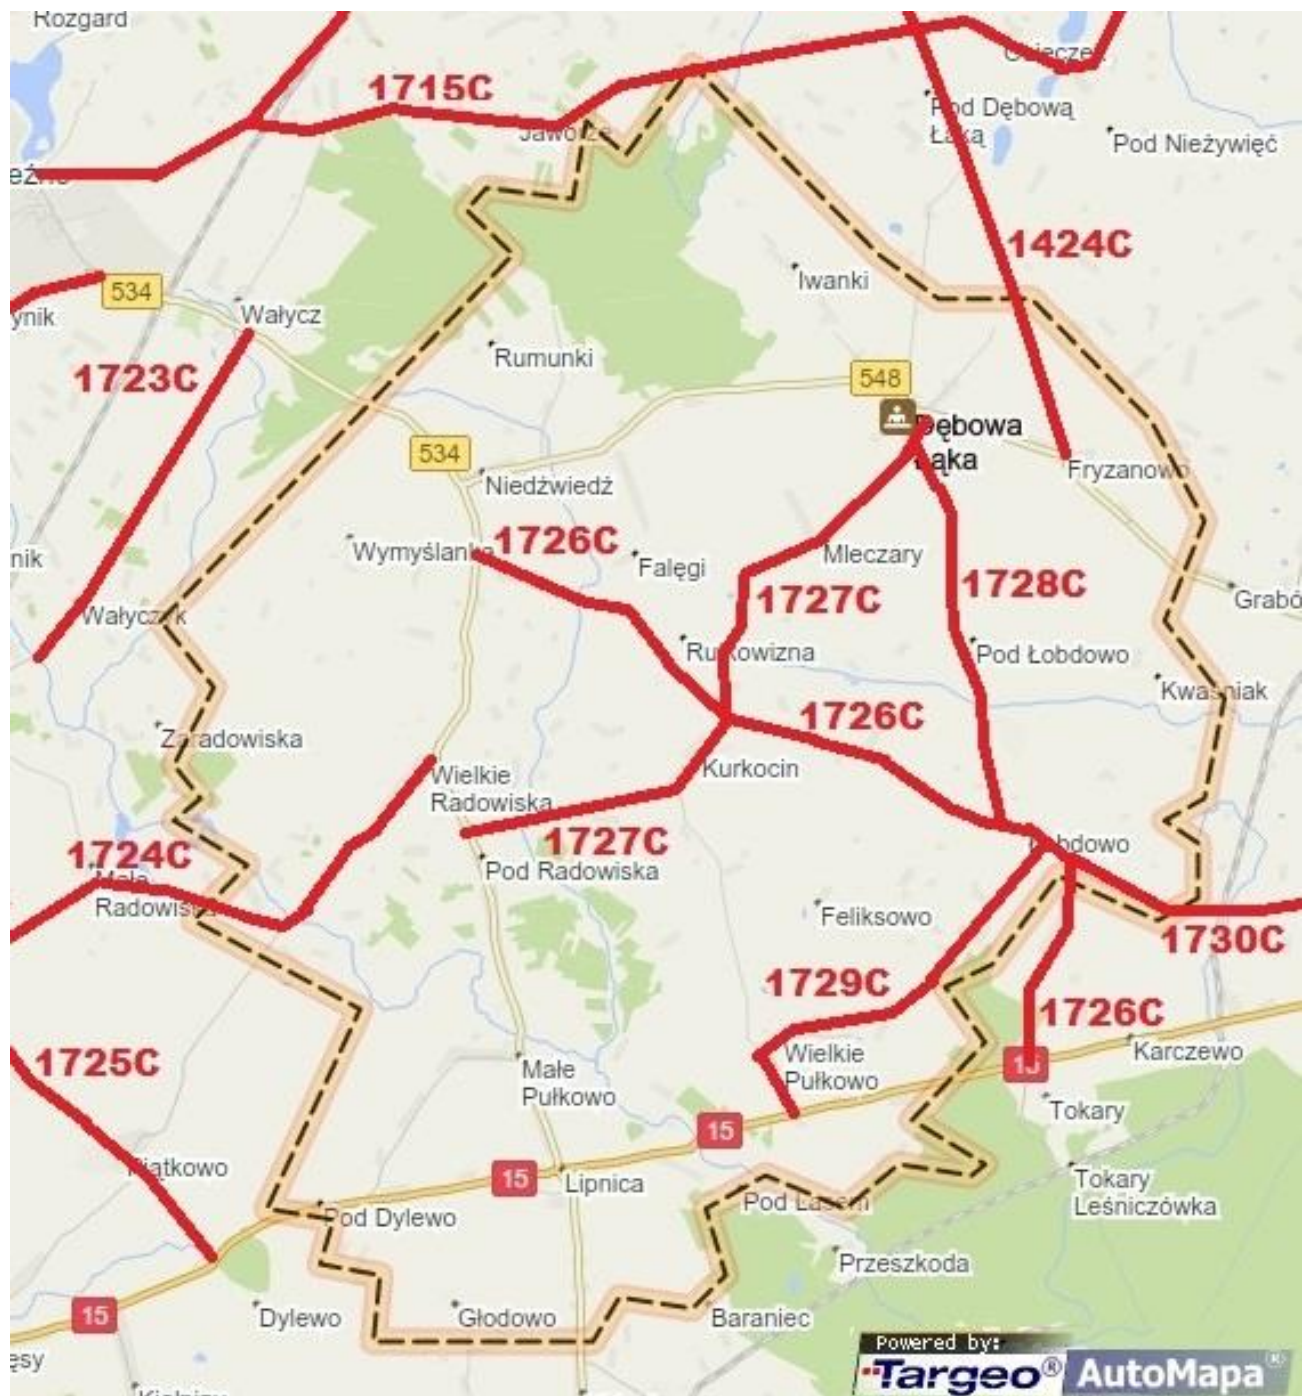 Rozgard
1715C
Jaworze
Pod Dębową
Łąką
Pod Nieżywięć
1424C
534
Wałycz
Iwanki
1723C
Rumunki
548
534
Dębowa
Łąka
Fryzanowo
Niedźwiedź
Wymyślanka
1726C
Falęgi
Mleczary
1728C
1727C
Wałyczyk
Rutkowizna
Pod Łobdowo
Kwaśniak
Zaradowiska
1726C
Wielkie
Radowiska
Kurkocin
1727C
Łobdowo
1724C
Małe
Radowiska
Pod Radowiska
Feliksowo
1730C
1729C
1726C
1725C
Wielkie
Pułkowo
15
Karczewo
Małe
Pułkowo
Tokary
15
Piątkowo
15
Lipnica
Tokary
Leśniczówka
Pod Dylewo
Pod Lasem
Przeszkoda
15
Dylewo
Głodowo
Baraniec
Powered by:
Targeo® AutoMapa®